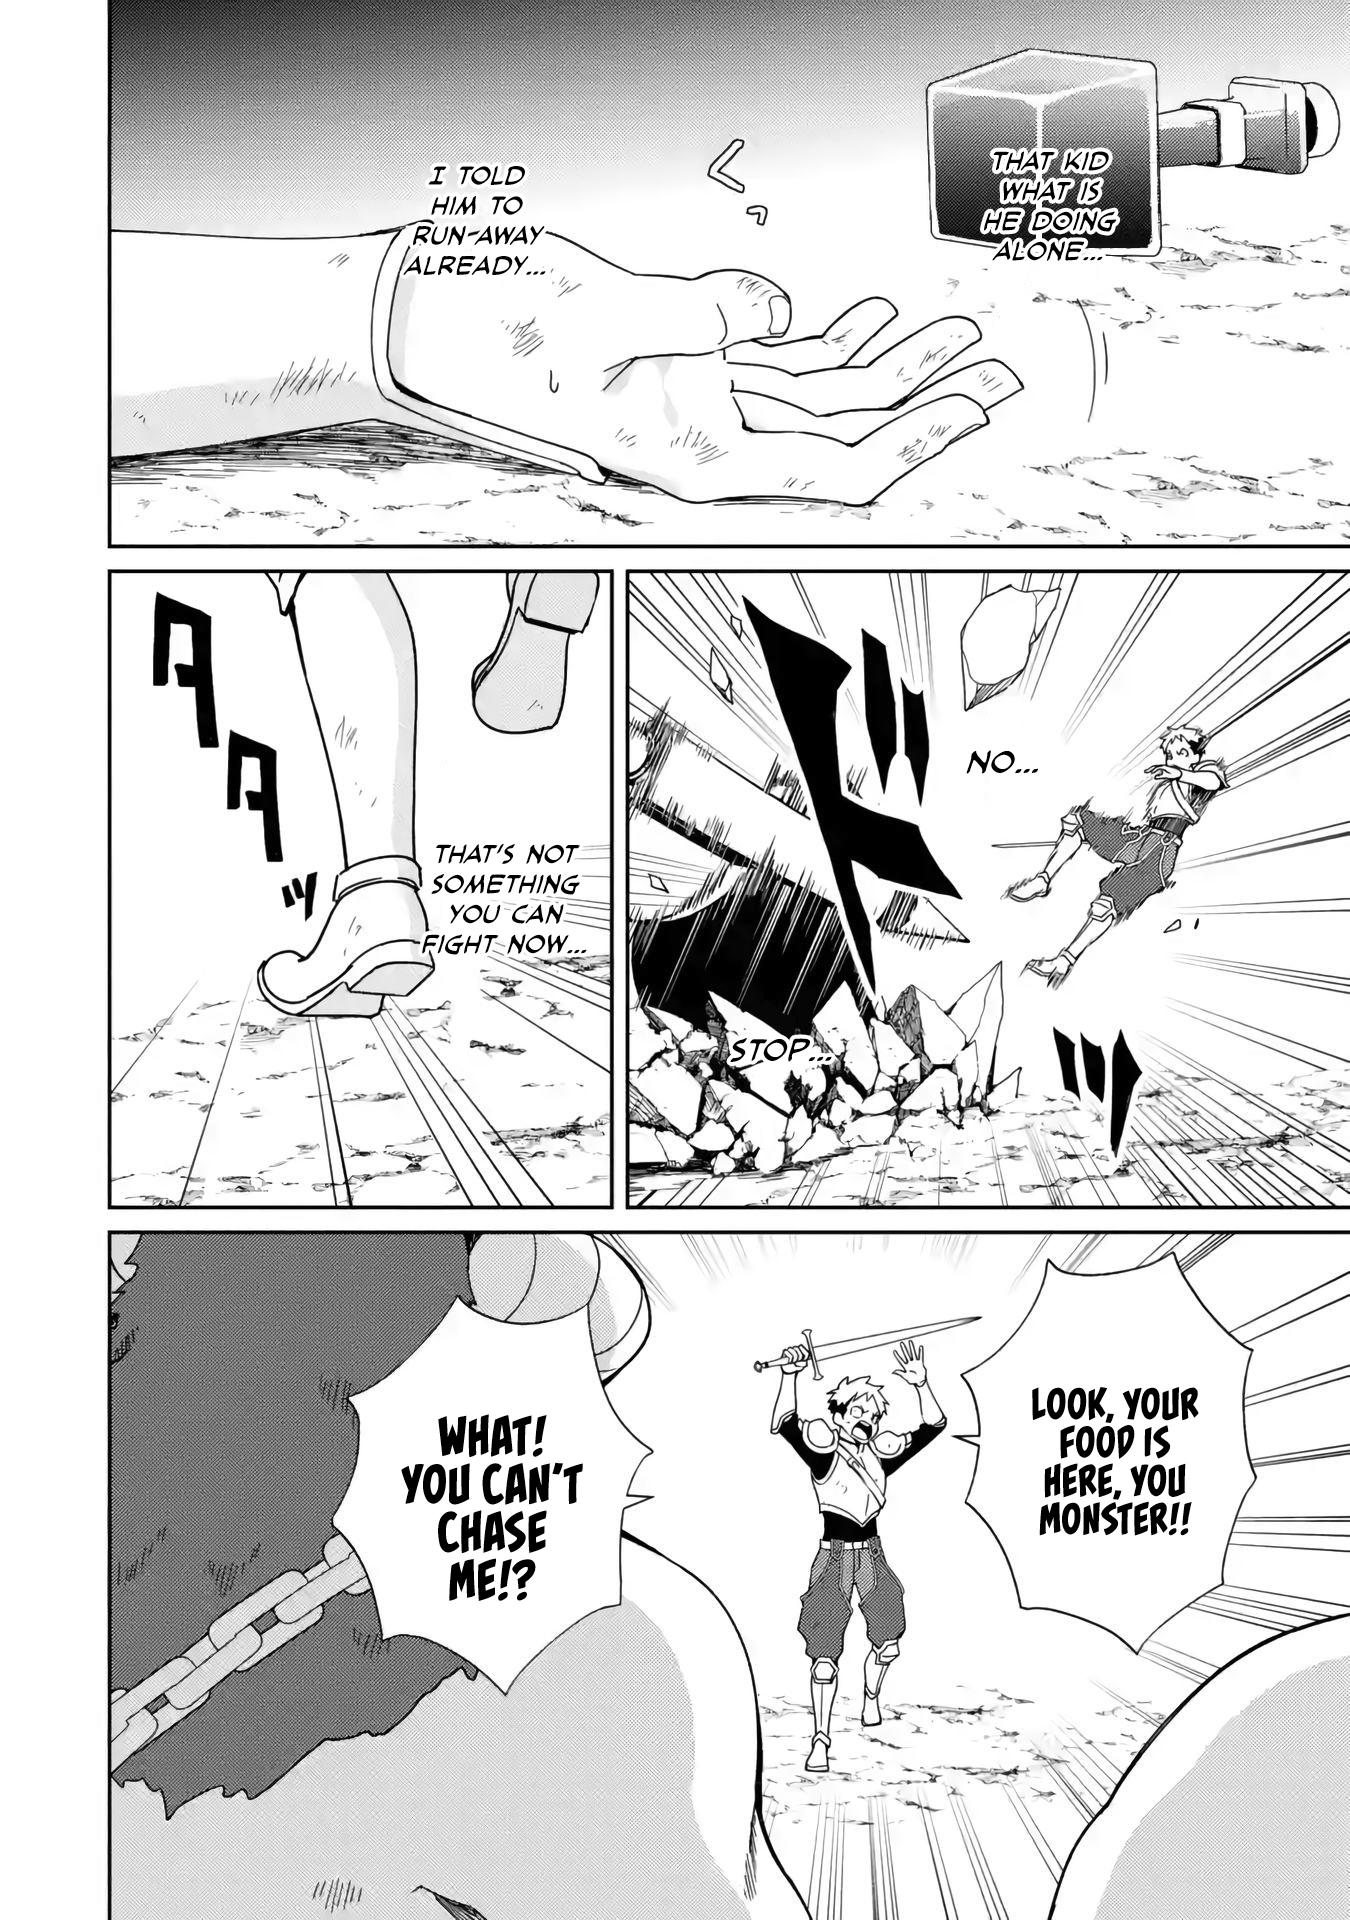 THAT KID
WHAT IS
HE DOING
ALONE...
I TOLD
HIM TO
RUN AWAY
ALREADY...
く
ドッ
NO...
STOP...
ドッ
タ
タ
ッ
THAT'S NOT
SOMETHING
YOU CAN
FIGHT NOW...
LOOK, YOUR
FOOD IS
HERE, YOU
MONSTER!!
WHAT!
YOU CAN'T
CHASE
ME!?